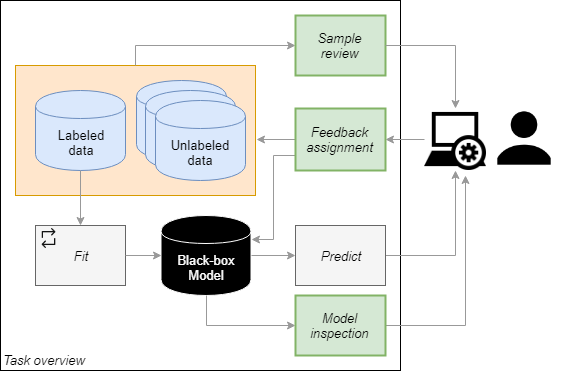 Sample
review
Labeled
data
Unlabeled
data
Feedback
assignment
Fit
Black-box
Model
Predict
Model
inspection
Task overview